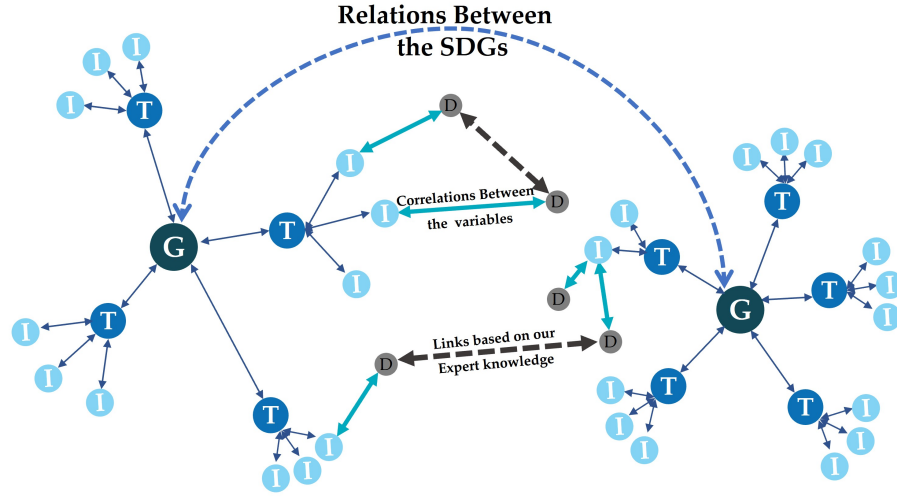 Relations Between
the SDGs
I
I
I
T
D
I
I
I
I
T
Correlations Between
the variables
D
I
T
I
G
T
I
I
I
T
I
I
D
T
I
I
G
I
T
I
I
I
Links based on our
Expert knowledge
D
D
T
I
I
I
T
I
I
I
T
I
I
I